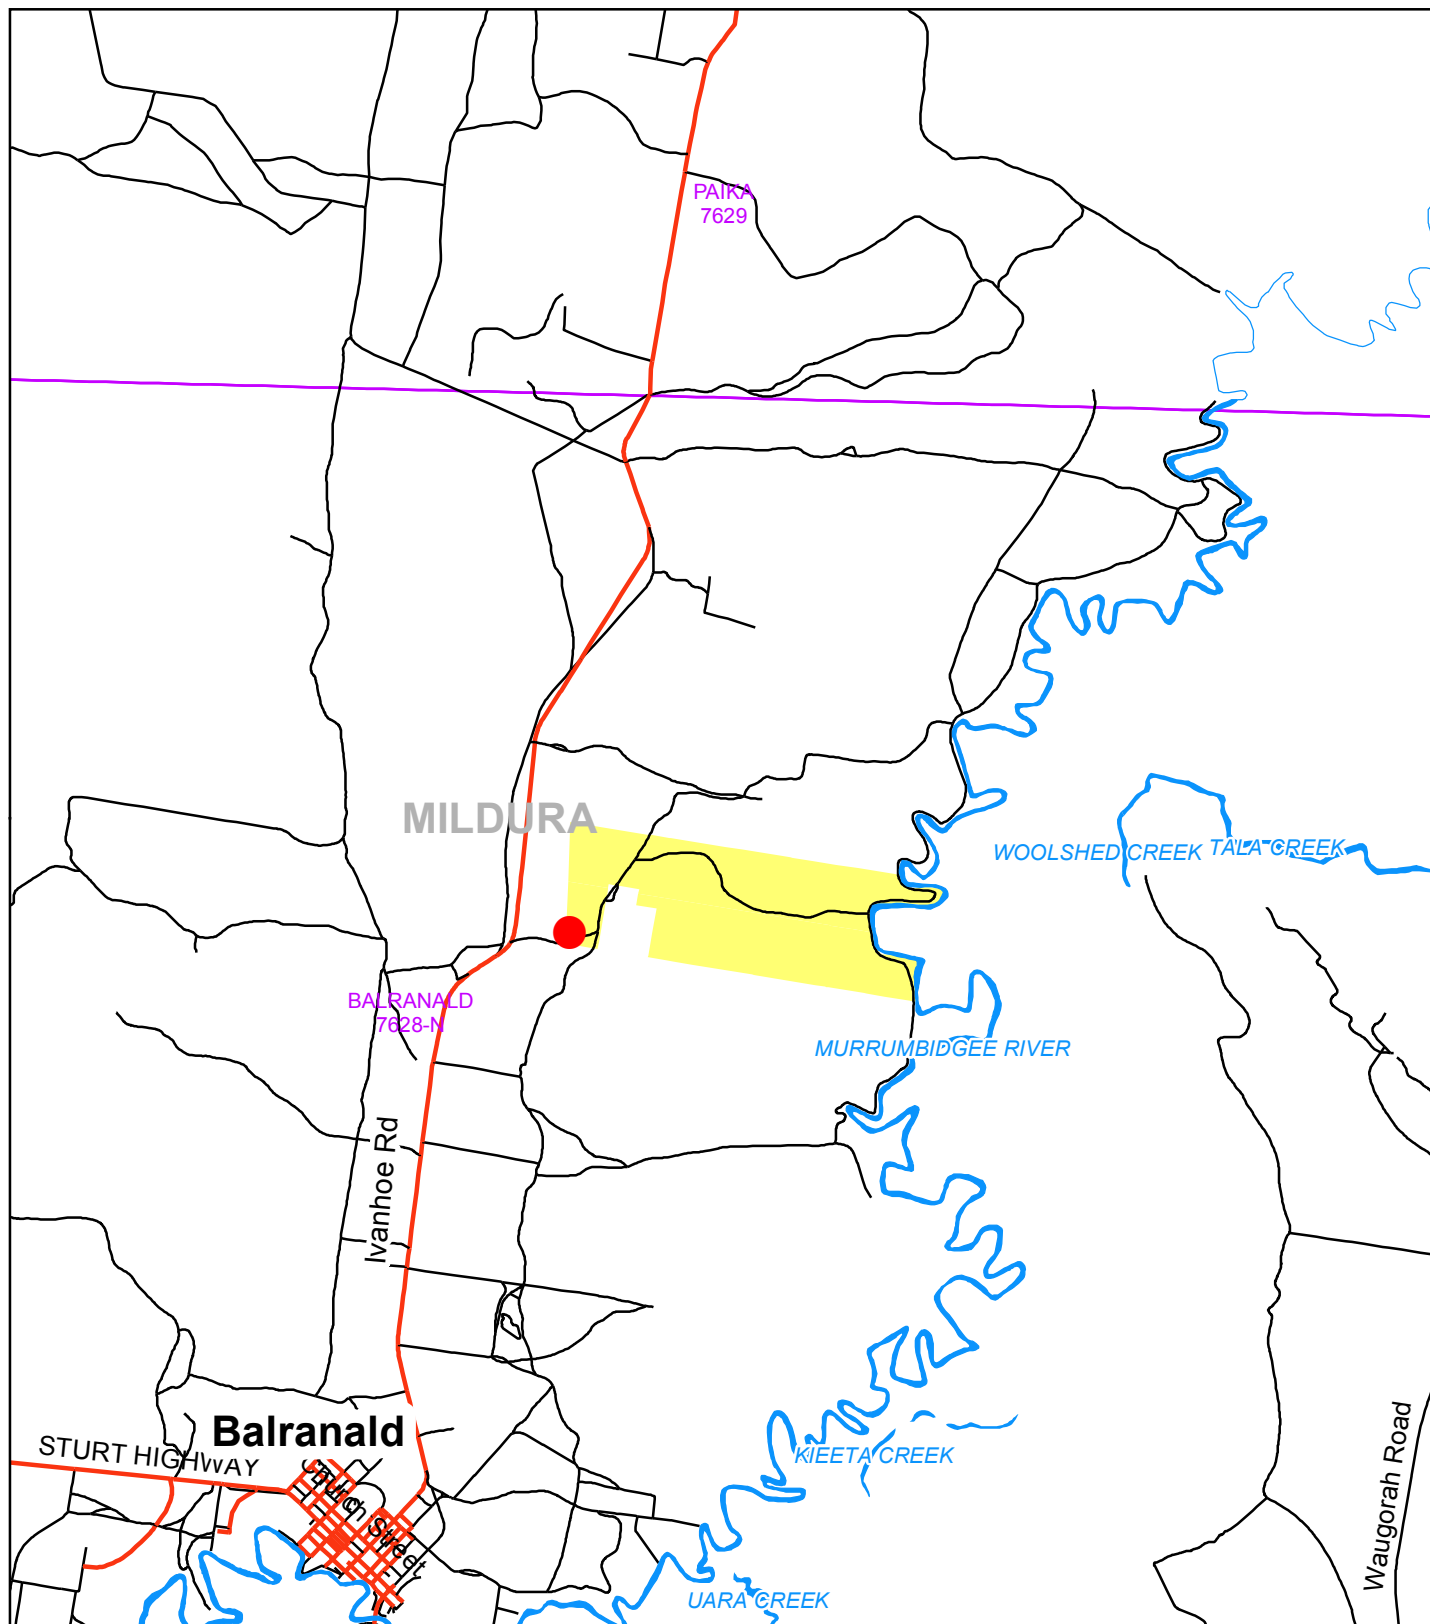 PAIKA
7629
MILDURA
WOOLSHED CREEK
TALA CREEK
BALRANALD
7628-N
MURRUMBIDGEE RIVER
Ivanhoe Rd
Balranald
STURT HIGHWAY
Church Street
KIEETA CREEK
Waugorah Road
UARA CREEK